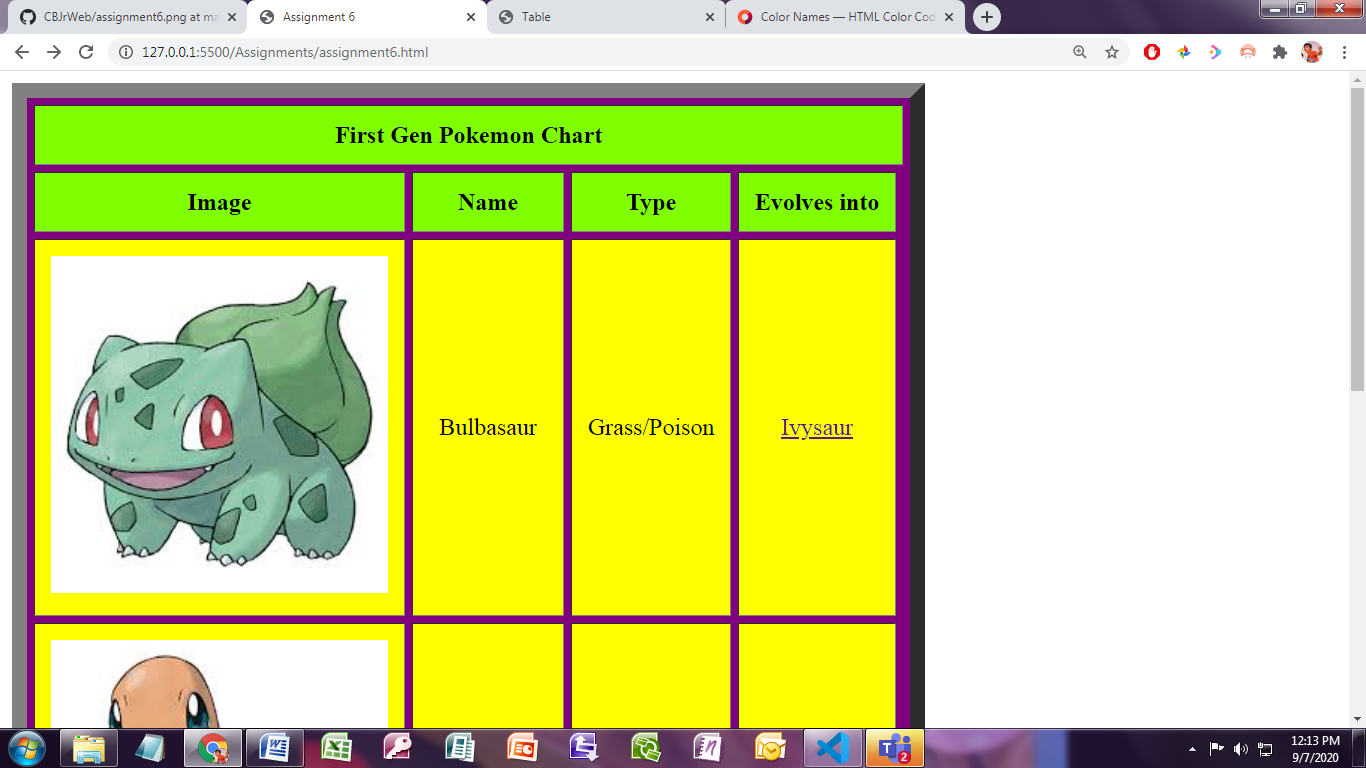 CBJrWeb/assignment6.png at ma
Assignment 6
Table
Color Names — HTML Color Cod
127.0.0.1:5500/Assignments/assignment6.html
First Gen Pokemon Chart
Image Name Type Evolves into
Bulbasaur Grass/Poison Ivysaur
12:13 PM
9/7/2020
2